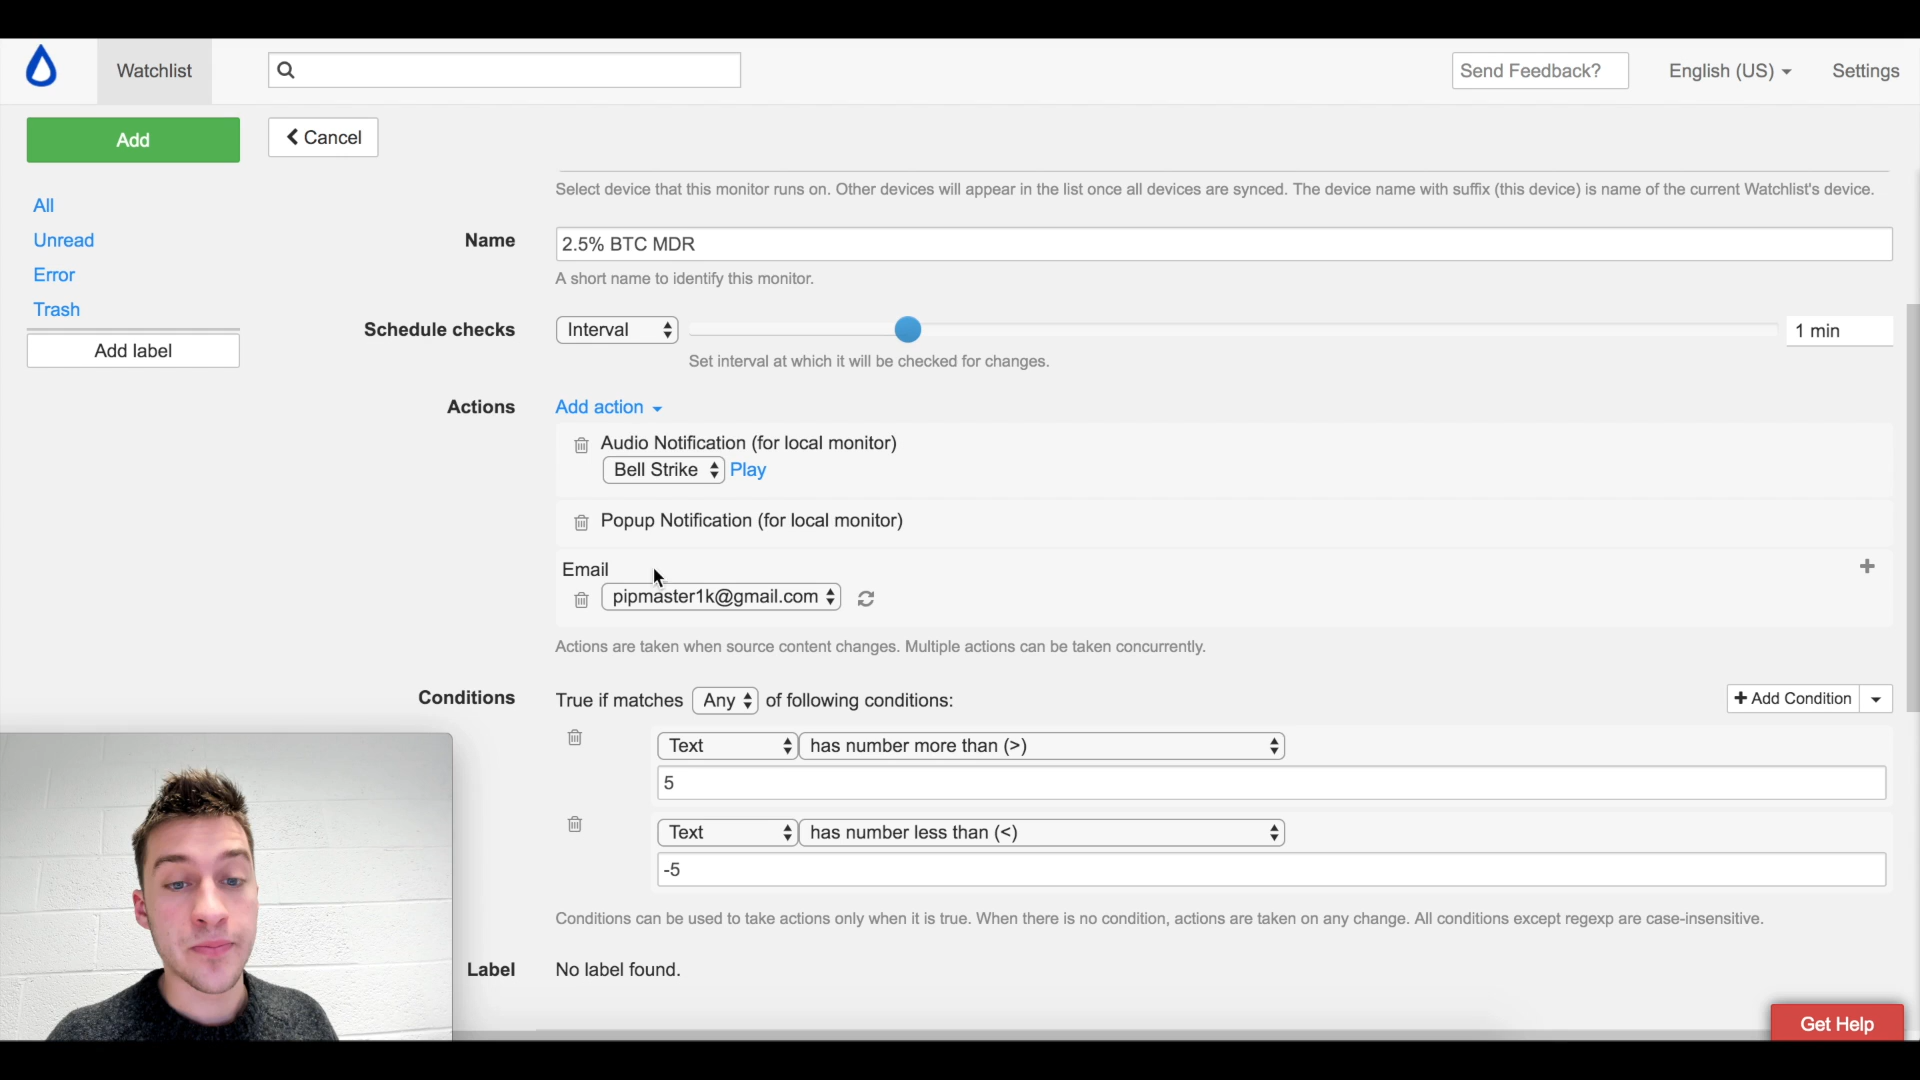 Watchlist
Send Feedback?
English (US)
Settings
Add
Cancel
Select device that this monitor runs on. Other devices will appear in the list once all devices are synced. The device name with suffix (this device) is name of the current Watchlist's device.
All
Unread
Error
Trash
Add label
Name
2.5% BTC MDR
A short name to identify this monitor.
Schedule checks
Interval
1 min
Set interval at which it will be checked for changes.
Actions
Add action
Audio Notification (for local monitor)
Bell Strike
Play
Popup Notification (for local monitor)
Email
pipmaster1k@gmail.com
Actions are taken when source content changes. Multiple actions can be taken concurrently.
Conditions
True if matches Any of following conditions:
+ Add Condition
Text
has number more than (>)
5
Text
has number less than (<)
-5
Conditions can be used to take actions only when it is true. When there is no condition, actions are taken on any change. All conditions except regexp are case-insensitive.
Label
No label found.
Get Help